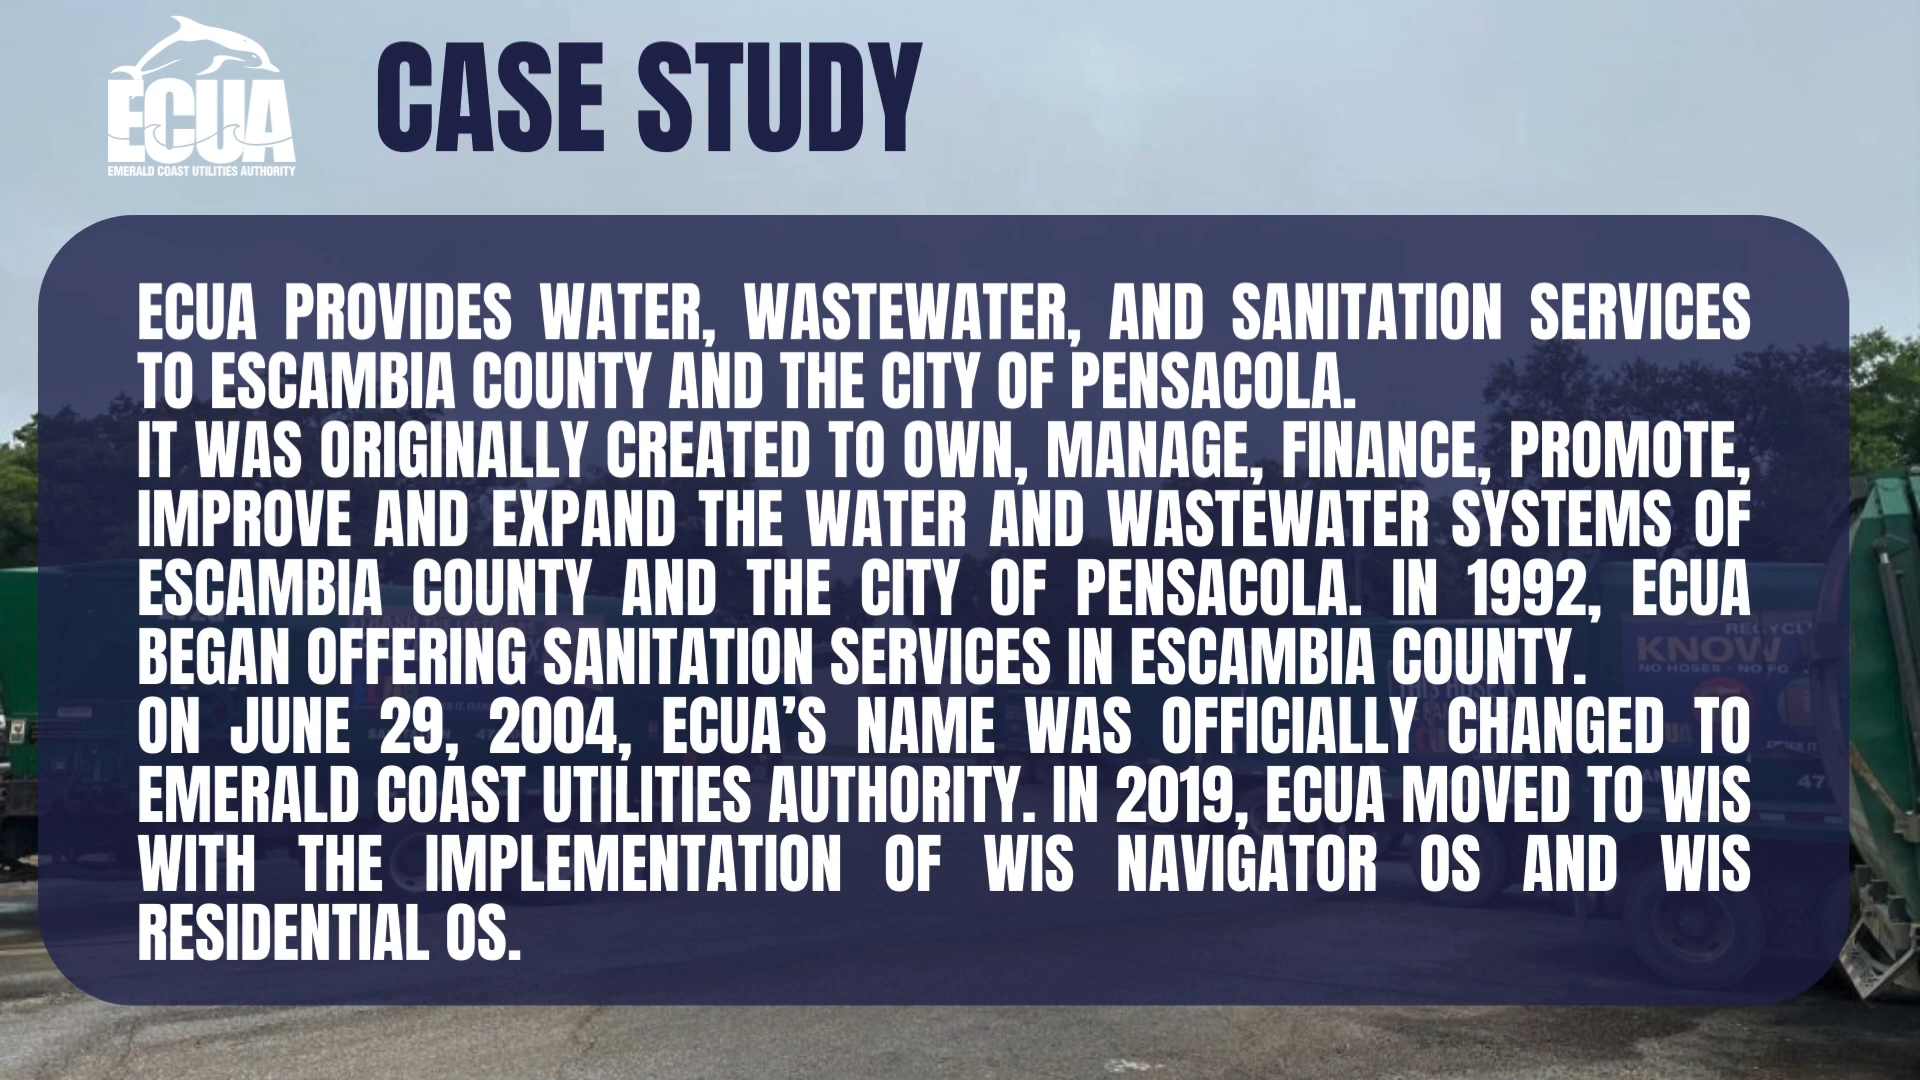 ECUA
EMERALD COAST UTILITIES AUTHORITY
CASE STUDY
ECUA PROVIDES WATER, WASTEWATER, AND SANITATION SERVICES
TO ESCAMBIA COUNTY AND THE CITY OF PENSACOLA.
IT WAS ORIGINALLY CREATED TO OWN, MANAGE, FINANCE, PROMOTE,
IMPROVE AND EXPAND THE WATER AND WASTEWATER SYSTEMS OF
ESCAMBIA COUNTY AND THE CITY OF PENSACOLA. IN 1992, ECUA
BEGAN OFFERING SANITATION SERVICES IN ESCAMBIA COUNTY.
ON JUNE 29, 2004, ECUA’S NAME WAS OFFICIALLY CHANGED TO
EMERALD COAST UTILITIES AUTHORITY. IN 2019, ECUA MOVED TO WIS
WITH THE IMPLEMENTATION OF WIS NAVIGATOR OS AND WIS
RESIDENTIAL OS.
KNOW
NO HOSES